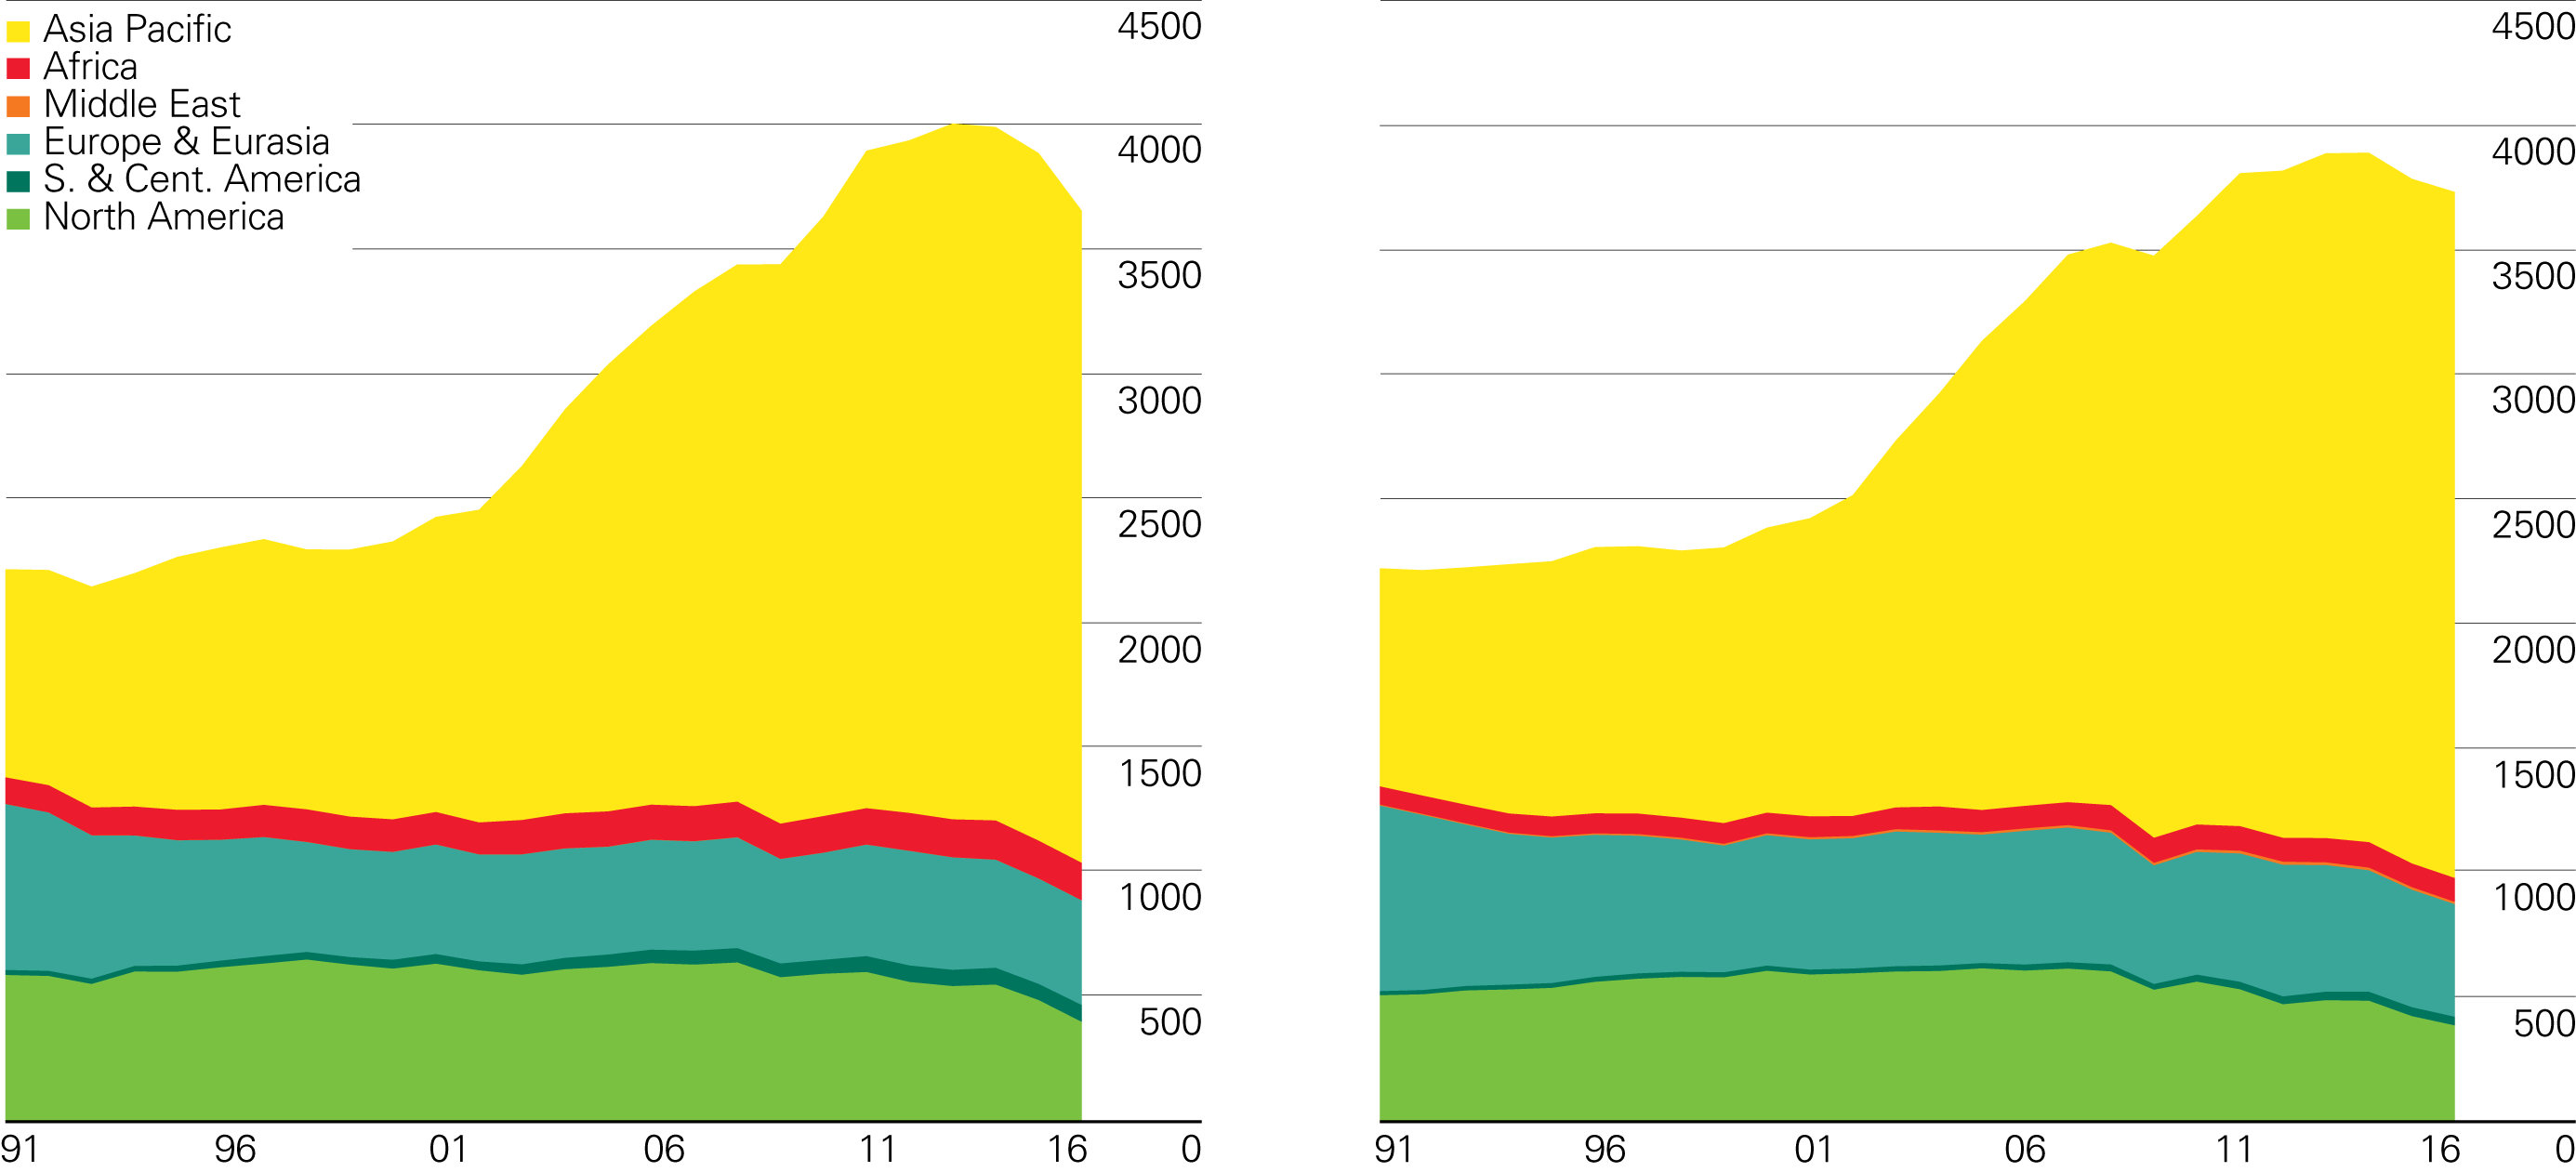 Asia Pacific
Africa
Middle East
Europe & Eurasia
S. & Cent. America
North America
4500
4000
3500
3000
2500
2000
1500
1000
500
0
91 96 01 06 11 16
4500
4000
3500
3000
2500
2000
1500
1000
500
0
91 96 01 06 11 16